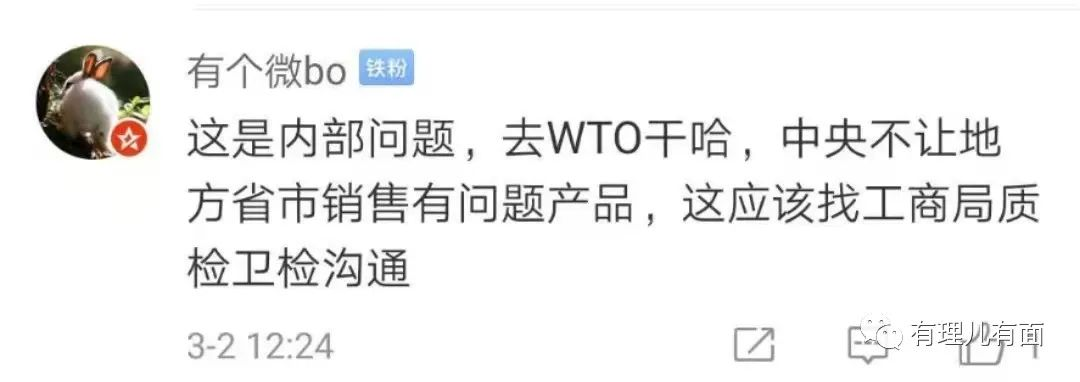 有个微bo 铁粉
这是内部问题，去WTO干哈，中央不让地
方省市销售有问题产品，这应该找工商局质
检卫检沟通
3-2 12:24
有理儿有面
1